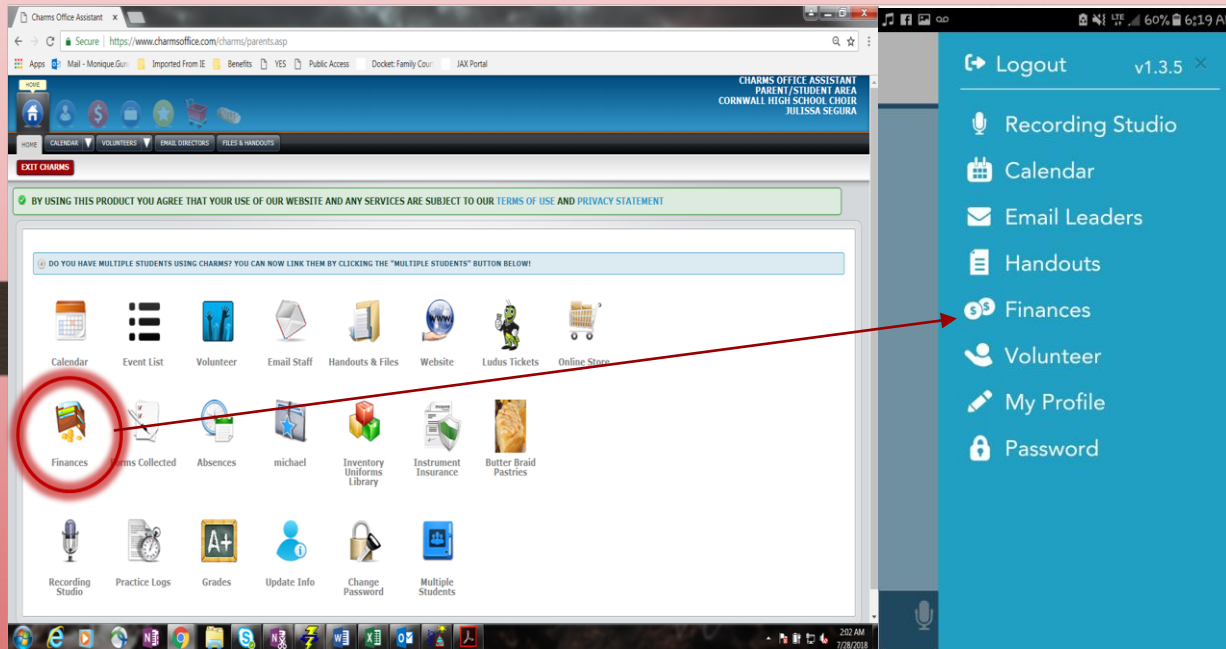 Charms Office Assistant
Secure | https://www.charmsoffice.com/charms/parents.asp
Apps Mail - Monique.Gun Imported From IE Benefits YES Public Access Docket: Family Cour JAX Portal
HOME
CHARMS OFFICE ASSISTANT
PARENT/STUDENT AREA
CORNWALL HIGH SCHOOL CHOIR
JULISSA SEGURA
HOME CALENDAR VOLUNTEERS EMAIL DIRECTORS FILES & HANDOUTS
EXIT CHARMS
BY USING THIS PRODUCT YOU AGREE THAT YOUR USE OF OUR WEBSITE AND ANY SERVICES ARE SUBJECT TO OUR TERMS OF USE AND PRIVACY STATEMENT
DO YOU HAVE MULTIPLE STUDENTS USING CHARMS? YOU CAN NOW LINK THEM BY CLICKING THE "MULTIPLE STUDENTS" BUTTON BELOW!
www.
Calendar Event List Volunteer Email Staff Handouts & Files Website Ludus Tickets Online Store
Finances Forms Collected Absences michael Inventory Instrument Butter Braid
Uniforms Insurance Pastries
Library
A+
Recording Practice Logs Grades Update Info Change Multiple
Studio Password Students
2:02 AM
7/28/2018
LTE 60% 6:19 AM
Logout v1.3.5 ×
Recording Studio
Calendar
Email Leaders
Handouts
Finances
Volunteer
My Profile
Password